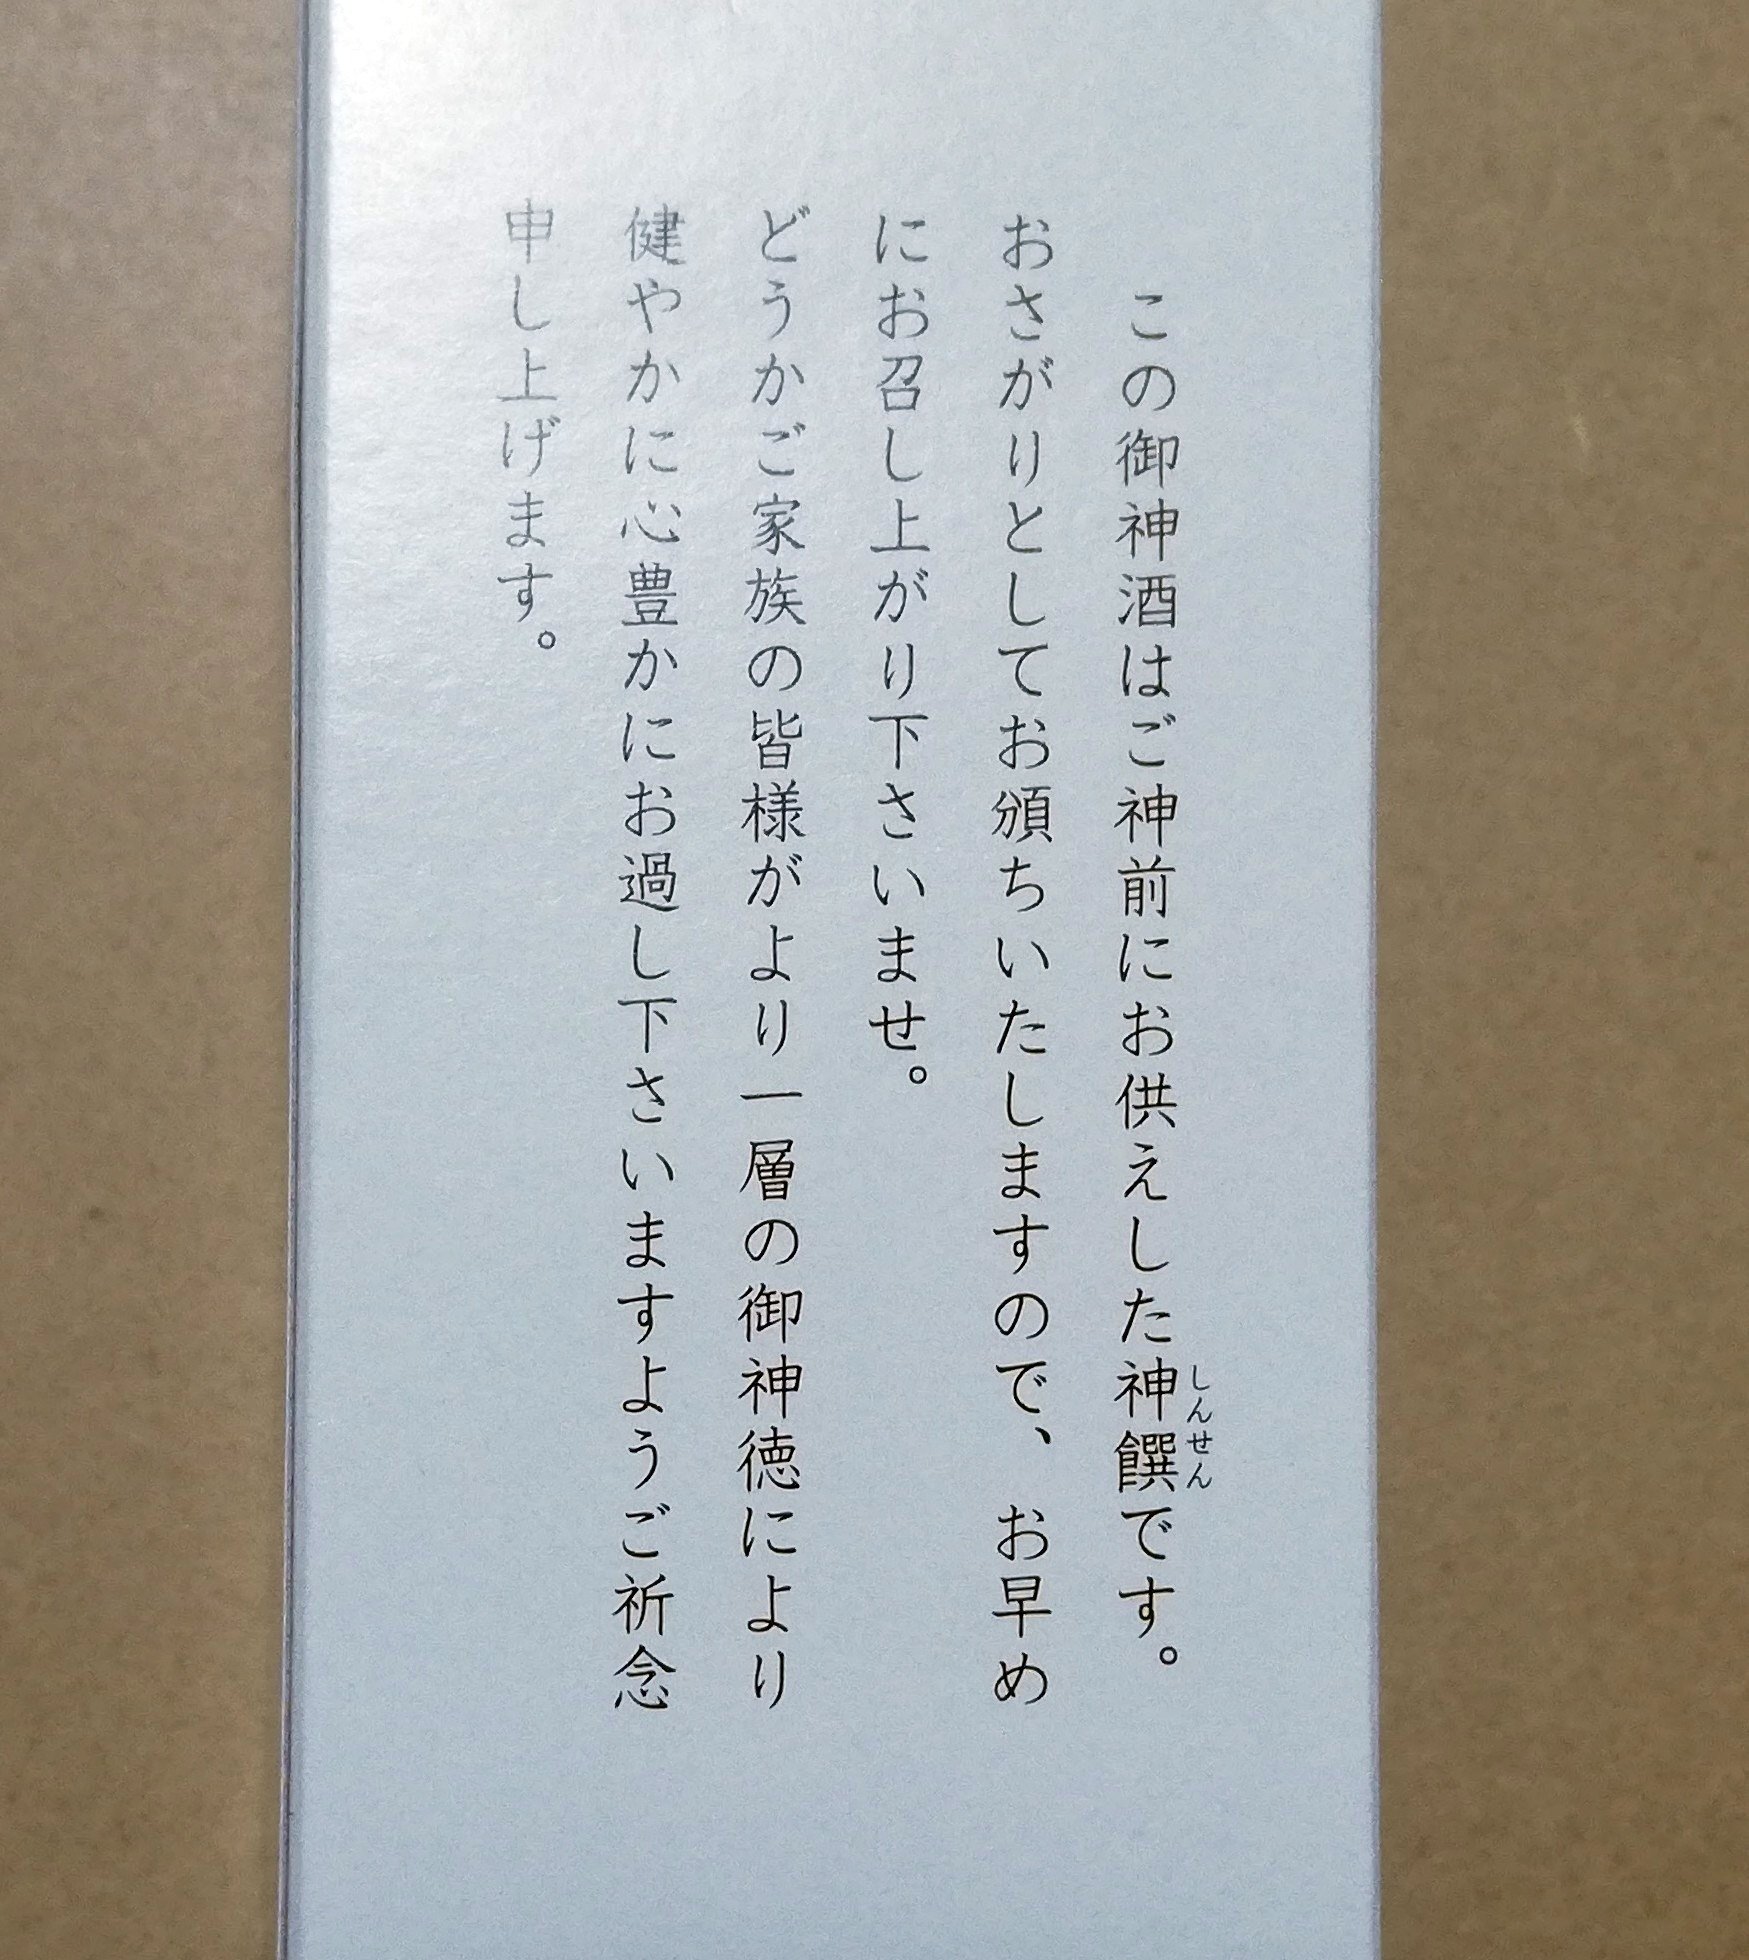 この御神酒はご神前にお供えした神饌です。
しんせん
おさがりとしてお頒ちいたしますので、お早め
にお召し上がり下さいませ。
どうかご家族の皆様がより一層の御神徳により
健やかに心豊かにお過し下さいますようご祈念
申し上げます。